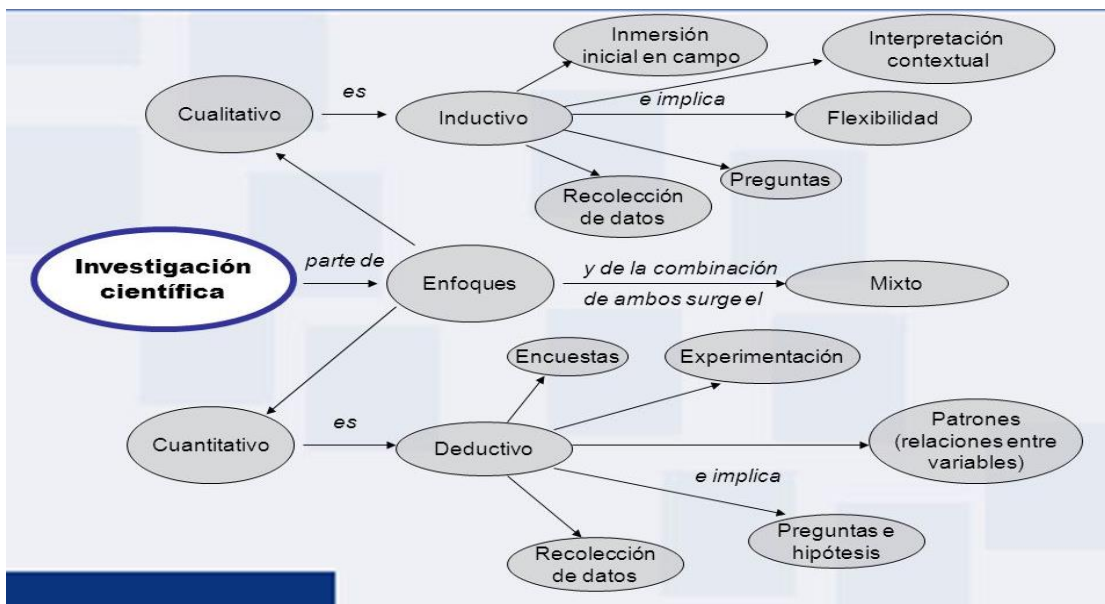 Inmersión
inicial en campo
Interpretación
contextual
Cualitativo
es
Inductivo
e implica
Flexibilidad
Preguntas
Recolección
de datos
Investigación
científica
parte de
Enfoques
y de la combinación
de ambos surge el
Mixto
Encuestas
Experimentación
Cuantitativo
es
Deductivo
Patrones
(relaciones entre
variables)
e implica
Preguntas e
hipótesis
Recolección
de datos